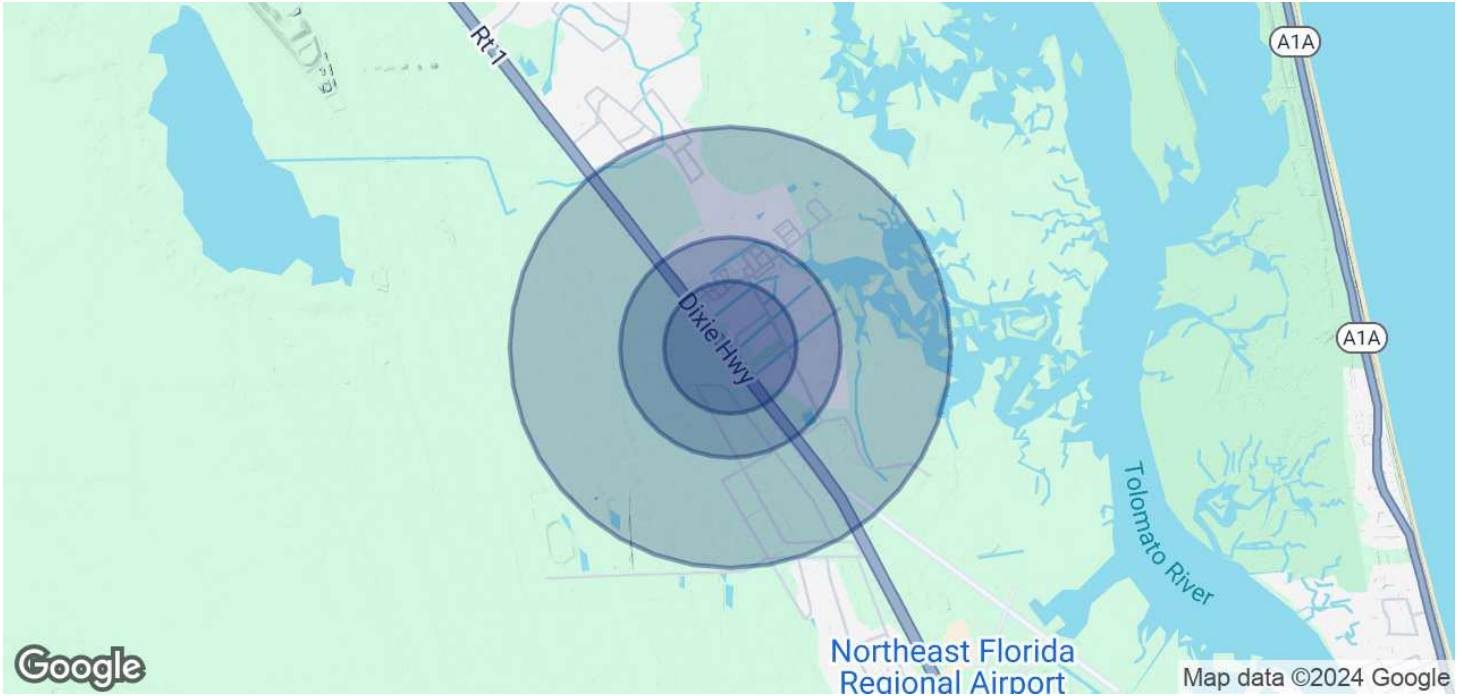 Rt 1
A1A
Dixie Hwy
A1A
Tolomato River
Northeast Florida
Regional Airport
Google
Map data ©2024 Google